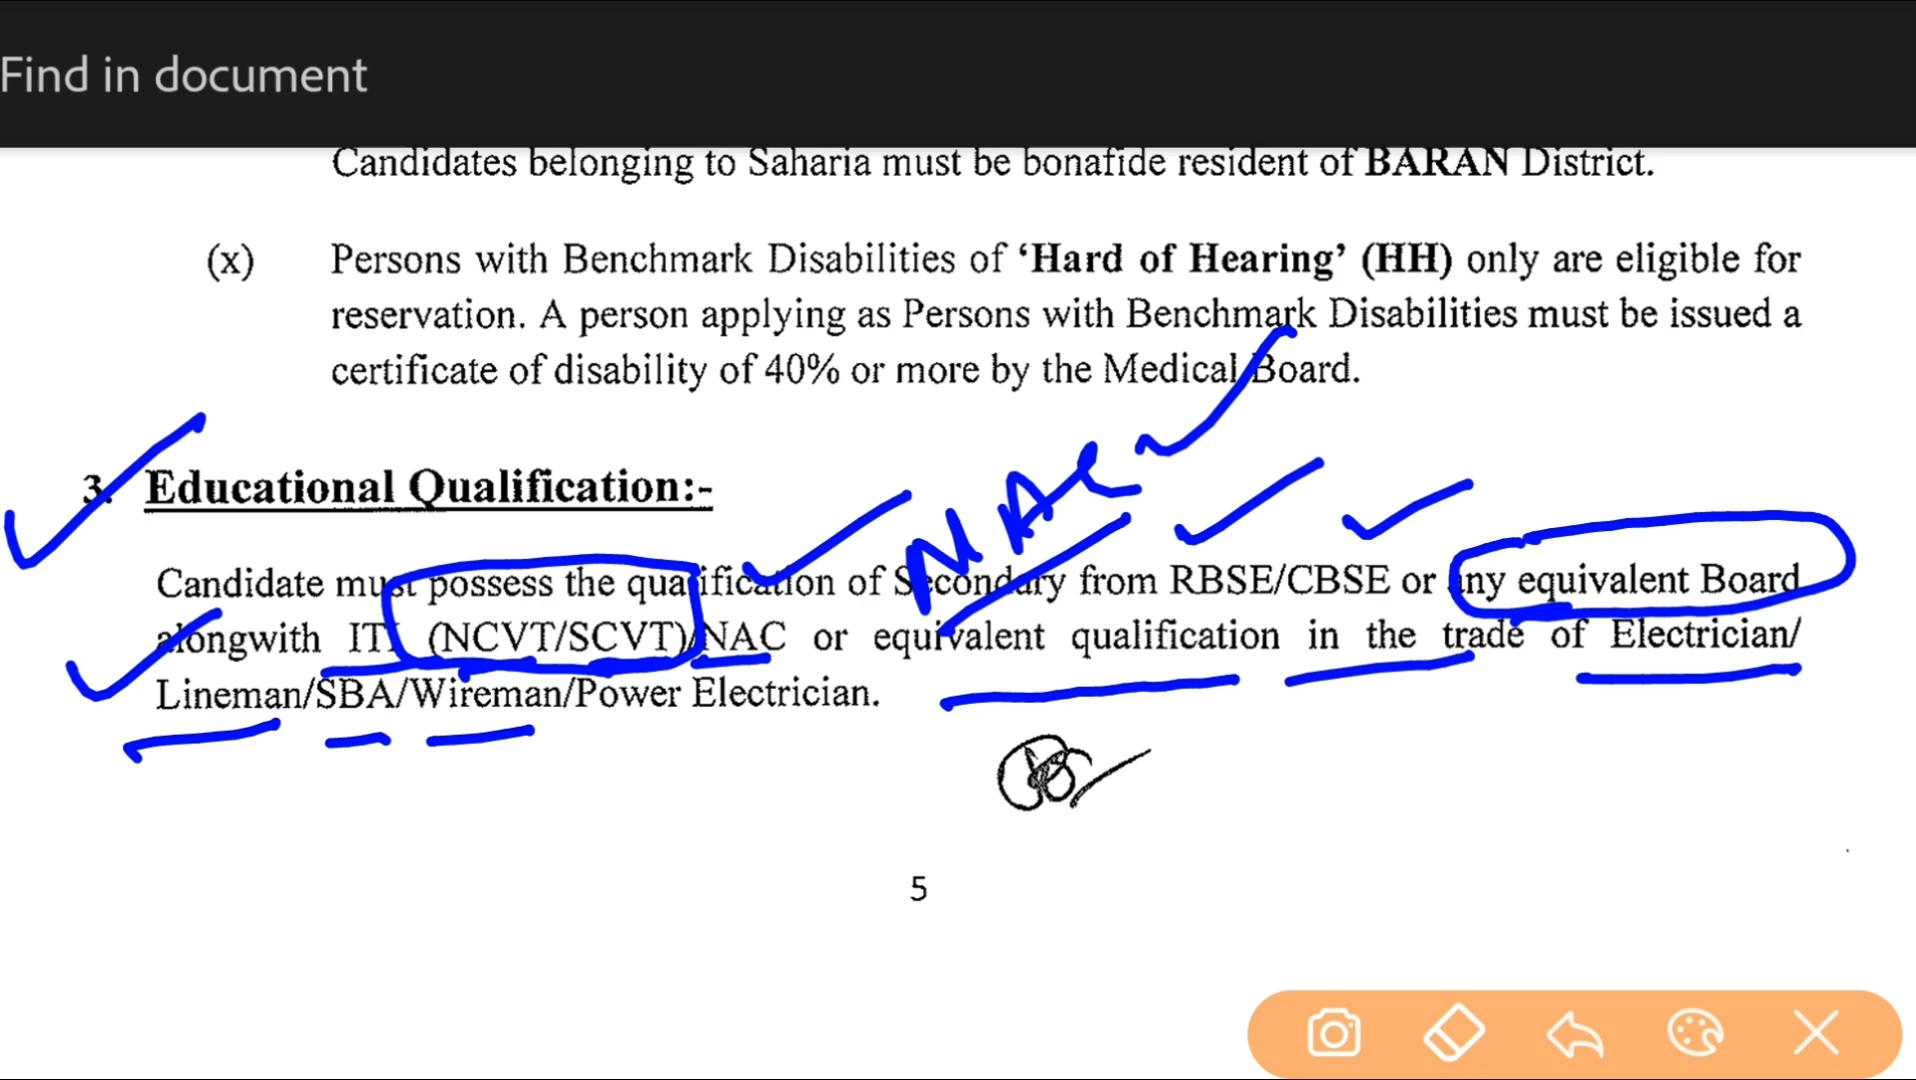 Find in document
Candidates belonging to Saharia must be bonafide resident of BARAN District.
(x) Persons with Benchmark Disabilities of ‘Hard of Hearing’ (HH) only are eligible for
reservation. A person applying as Persons with Benchmark Disabilities must be issued a
certificate of disability of 40% or more by the Medical Board.
NAC
3. Educational Qualification:-
Candidate must possess the qualification of Secondary from RBSE/CBSE or any equivalent Board
alongwith ITI (NCVT/SCVT)/NAC or equivalent qualification in the trade of Electrician/
Lineman/SBA/Wireman/Power Electrician.
5